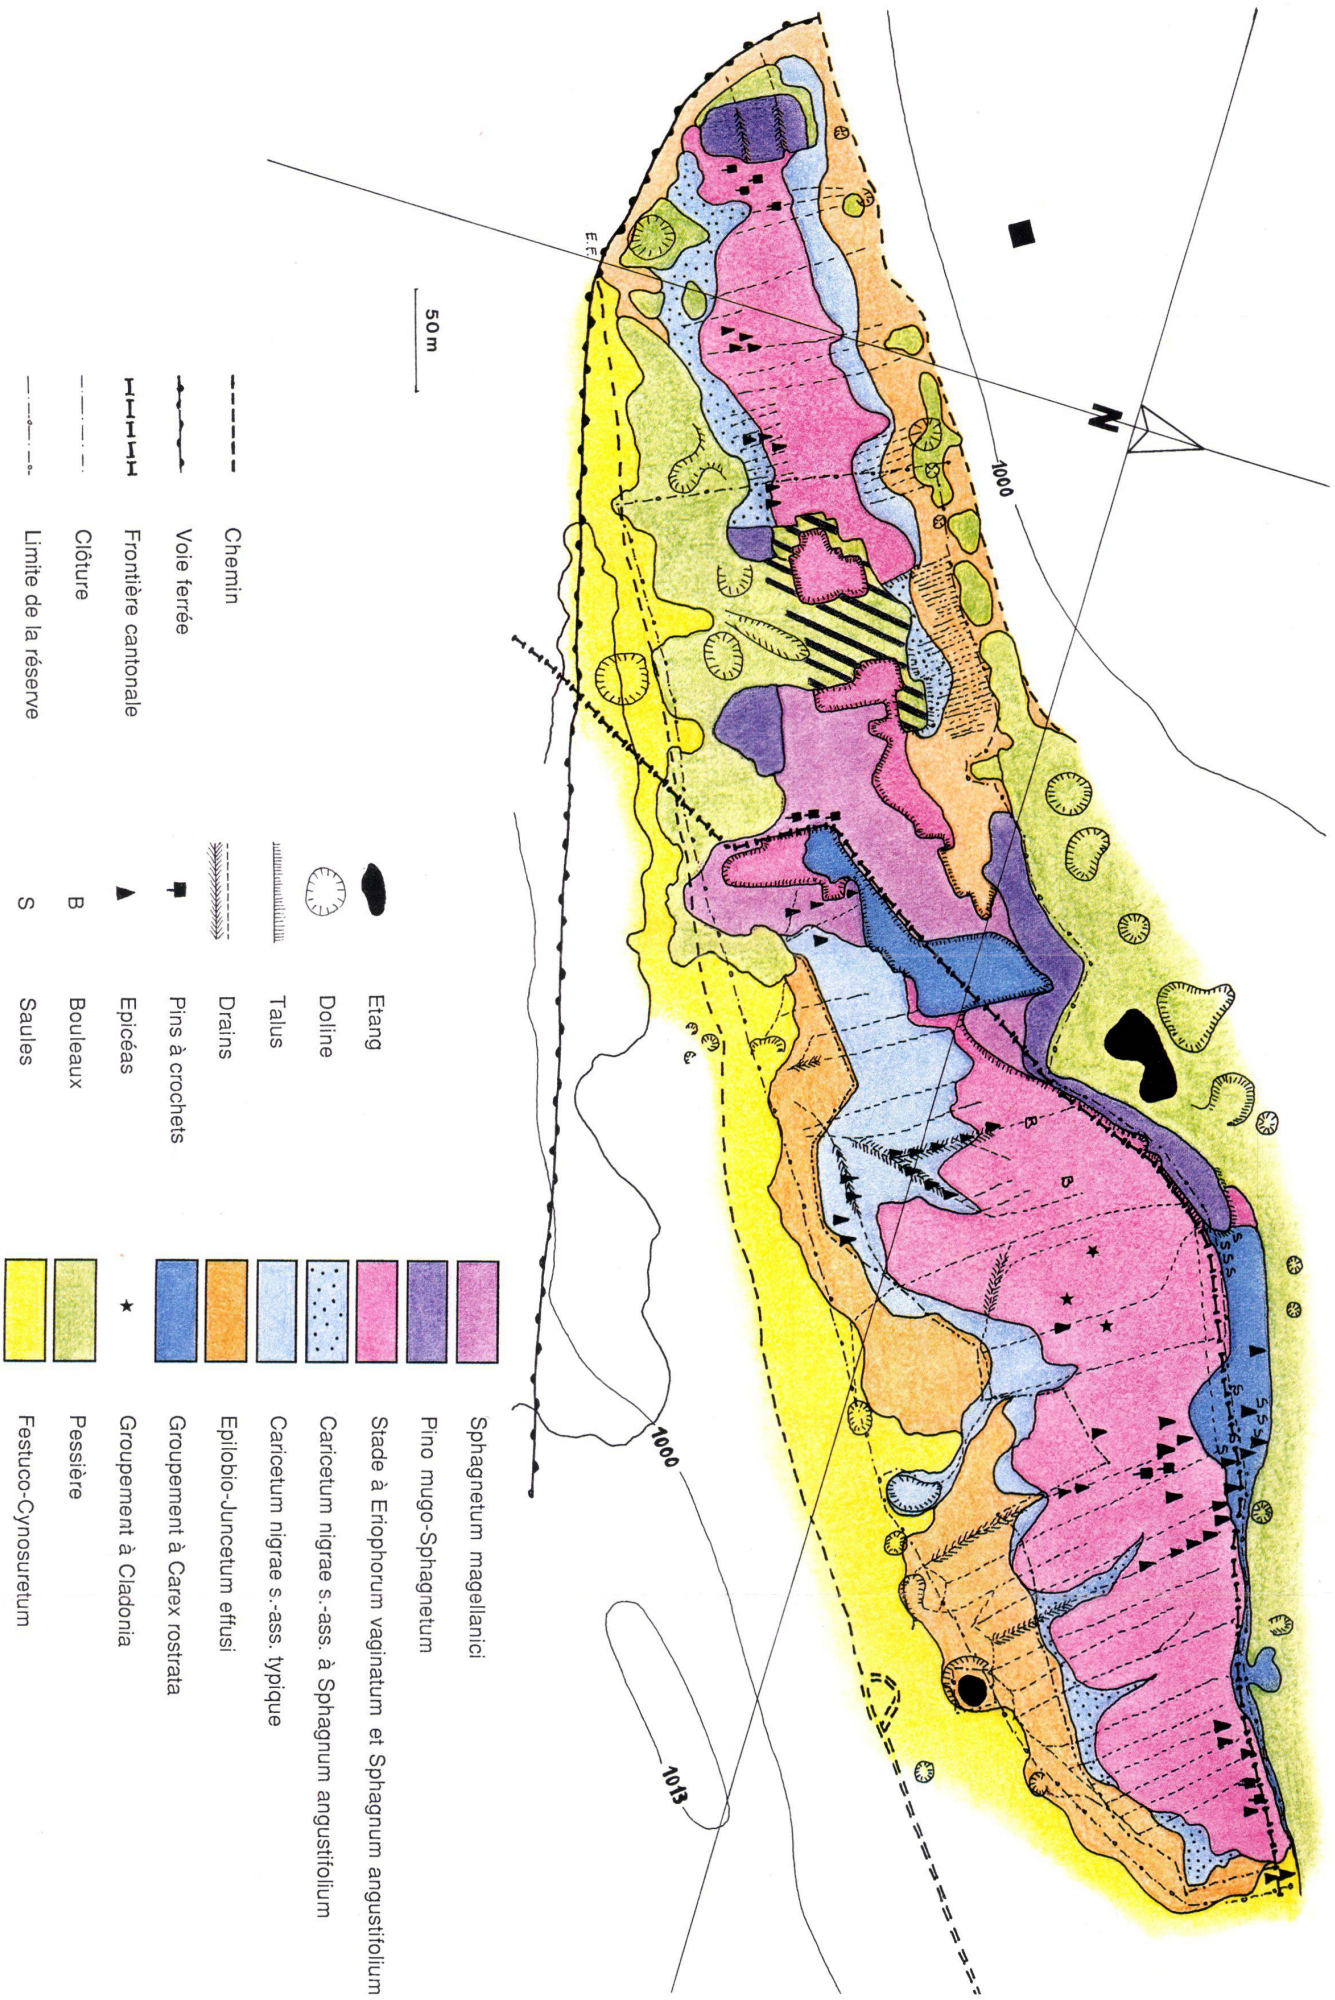 N
1000
1000
1013
E.F.
B
B
S S S
S S S
S
S
S
50m
Chemin
Voie ferrée
Frontière cantonale
Clôture
Limite de la réserve
Etang
Doline
Talus
Drains
Pins à crochets
Epicéas
B Bouleaux
S Saules
Sphagnetum magellanici
Pino mugo-Sphagnetum
Stade à Eriophorum vaginatum et Sphagnum angustifolium
Caricetum nigrae s.-ass. à Sphagnum angustifolium
Caricetum nigrae s.-ass. typique
Epilobio-Juncetum effusi
Groupement à Carex rostrata
Groupement à Cladonia
Pessière
Festuco-Cynosuretum